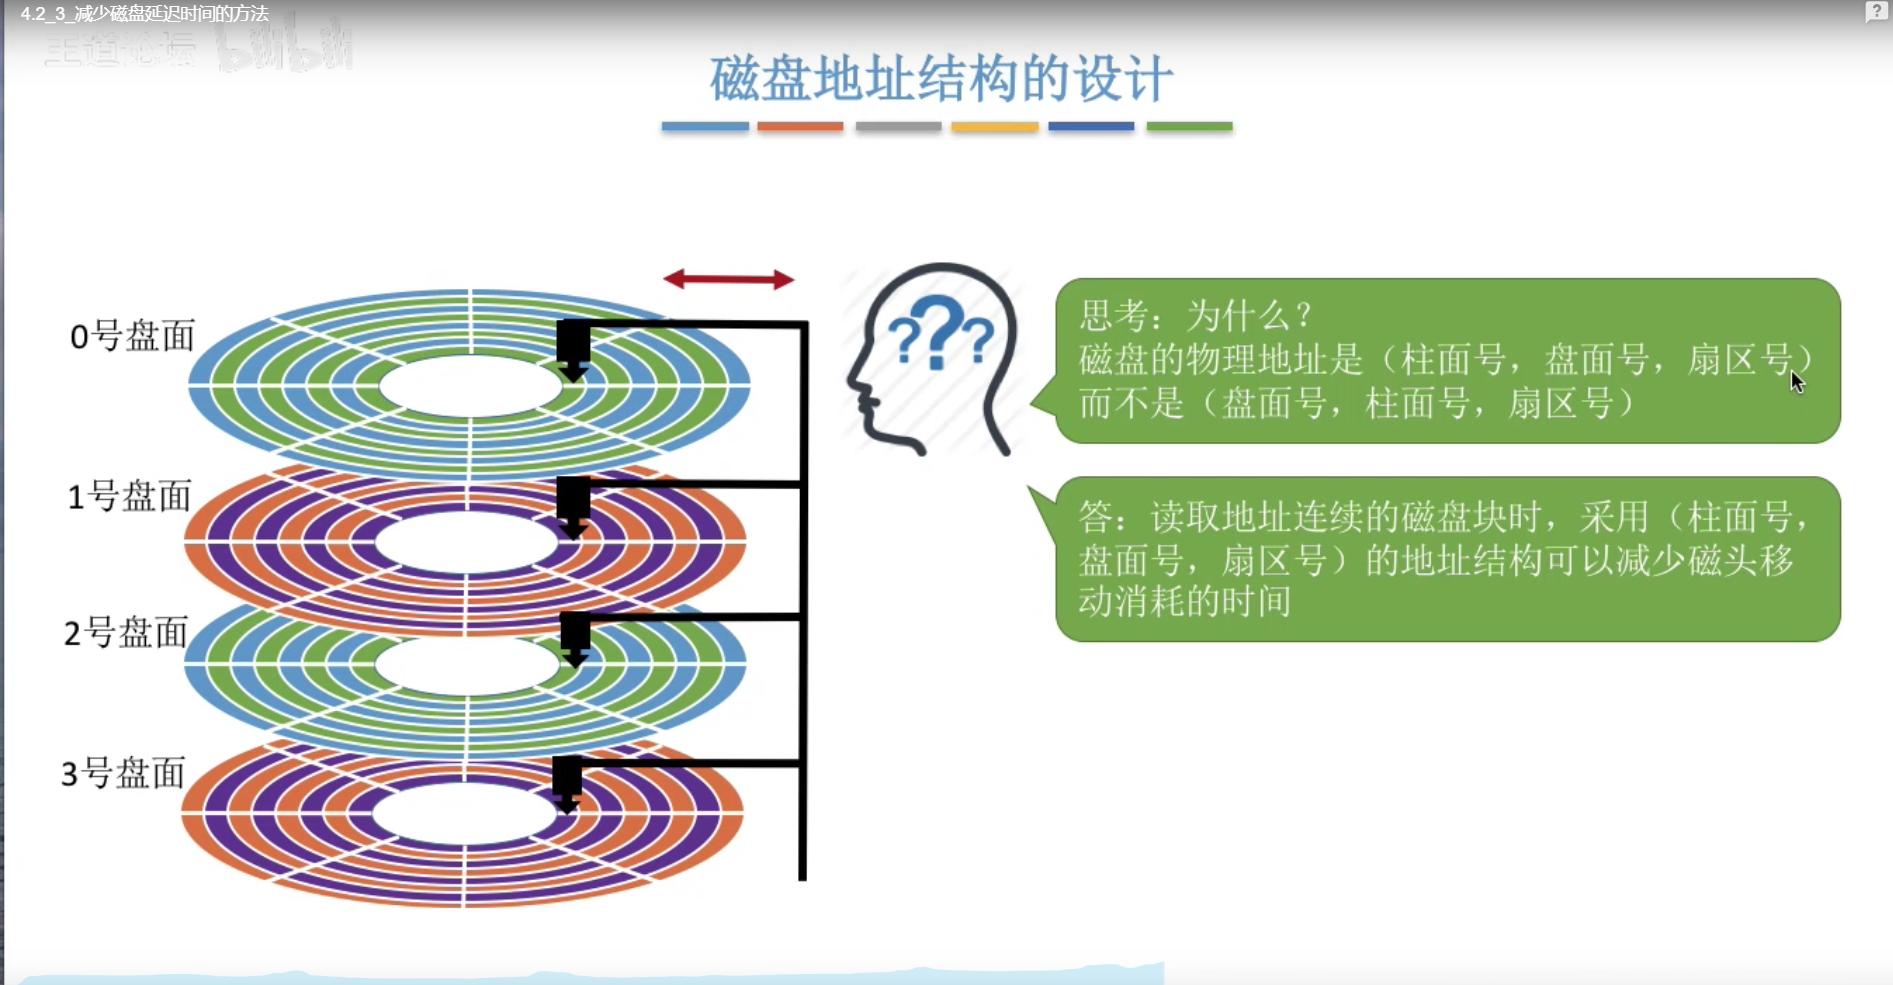 4.2_3_减少磁盘延迟时间的方法
王道论坛 bilibili
磁盘地址结构的设计
0号盘面
1号盘面
2号盘面
3号盘面
???
思考：为什么？
磁盘的物理地址是（柱面号，盘面号，扇区号）
而不是（盘面号，柱面号，扇区号）
答：读取地址连续的磁盘块时，采用（柱面号，
盘面号，扇区号）的地址结构可以减少磁头移
动消耗的时间
?